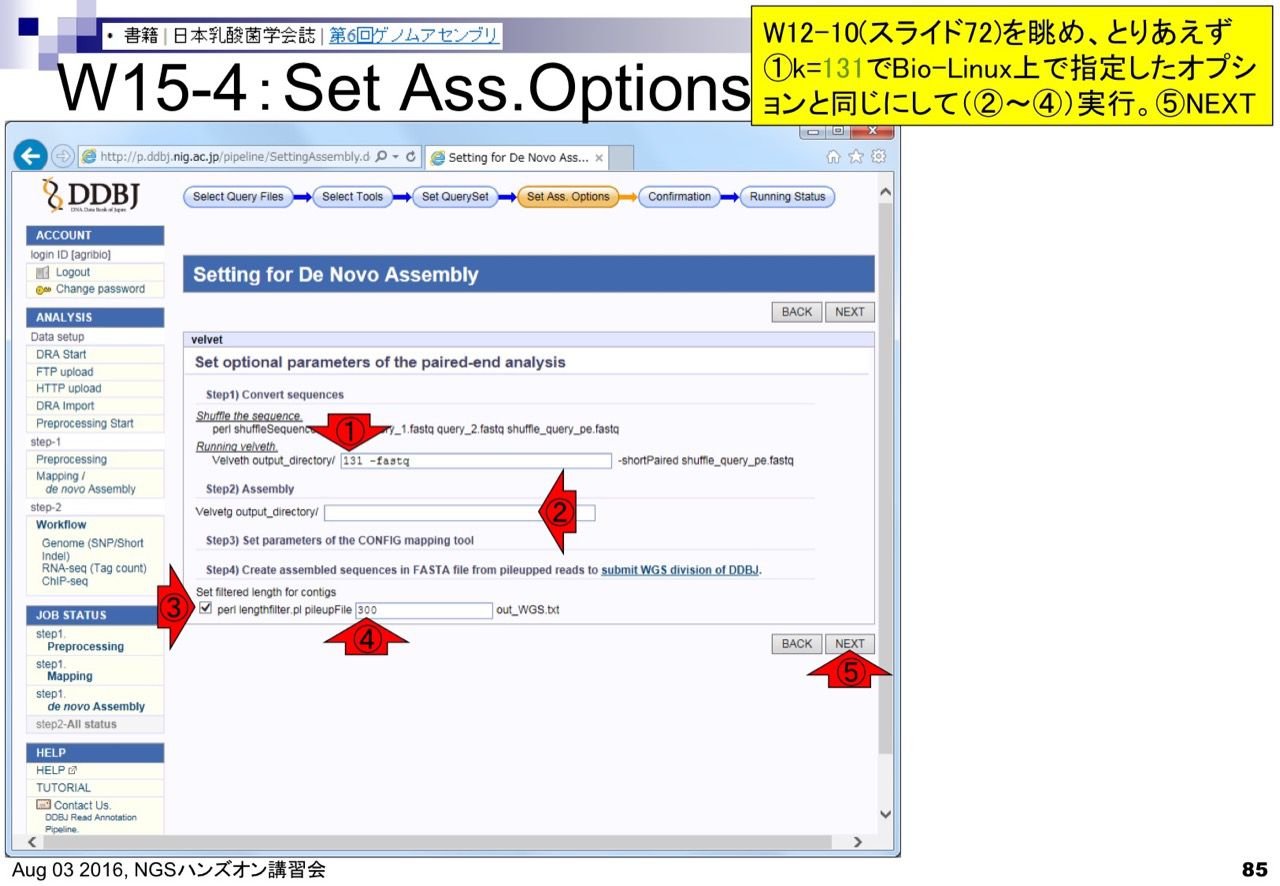 • 書籍 | 日本乳酸菌学会誌 | 第6回ゲノムアセンブリ
W15-4：Set Ass.Options
W12-10(スライド72)を眺め、とりあえず
①k=131でBio-Linux上で指定したオプシ
ョンと同じにして（②～④）実行。⑤NEXT
http://p.ddbj.nig.ac.jp/pipeline/SettingAssembly.d
Setting for De Novo Ass... ×
DDBJ
DNA Data Bank of Japan
Select Query Files
Select Tools
Set QuerySet
Set Ass. Options
Confirmation
Running Status
ACCOUNT
login ID [agribio]
Logout
Change password
ANALYSIS
Data setup
DRA Start
FTP upload
HTTP upload
DRA Import
Preprocessing Start
step-1
Preprocessing
Mapping /
de novo Assembly
step-2
Workflow
Genome (SNP/Short
Indel)
RNA-seq (Tag count)
ChIP-seq
JOB STATUS
step1.
Preprocessing
step1.
Mapping
step1.
de novo Assembly
step2-All status
HELP
HELP
TUTORIAL
Contact Us.
DDBJ Read Annotation
Pipeline.
Setting for De Novo Assembly
BACK NEXT
velvet
Set optional parameters of the paired-end analysis
Step1) Convert sequences
Shuffle the sequence.
perl shuffleSequenc ry_1.fastq query_2.fastq shuffle_query_pe.fastq
①
Running velveth.
Velveth output_directory/ 131 -fastq -shortPaired shuffle_query_pe.fastq
Step2) Assembly
Velvetg output_directory/
②
Step3) Set parameters of the CONFIG mapping tool
Step4) Create assembled sequences in FASTA file from pileupped reads to submit WGS division of DDBJ.
Set filtered length for contigs
③ perl lengthfilter.pl pileupFile 300 out_WGS.txt
④
BACK NEXT
⑤
Aug 03 2016, NGSハンズオン講習会
85